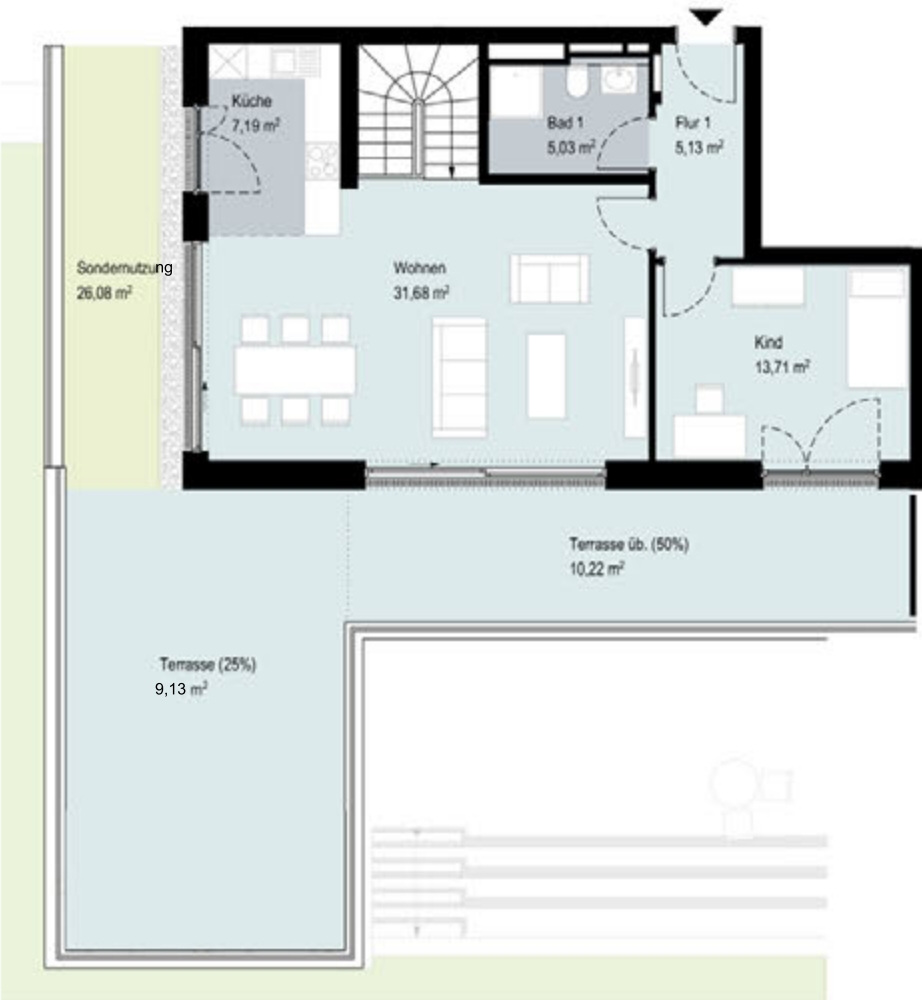 Küche
7,19 m²
Bad 1
5,03 m²
Flur 1
5,13 m²
Sondernutzung
26,08 m²
Wohnen
31,68 m²
Kind
13,71 m²
Terrasse üb. (50%)
10,22 m²
Terrasse (25%)
9,13 m²